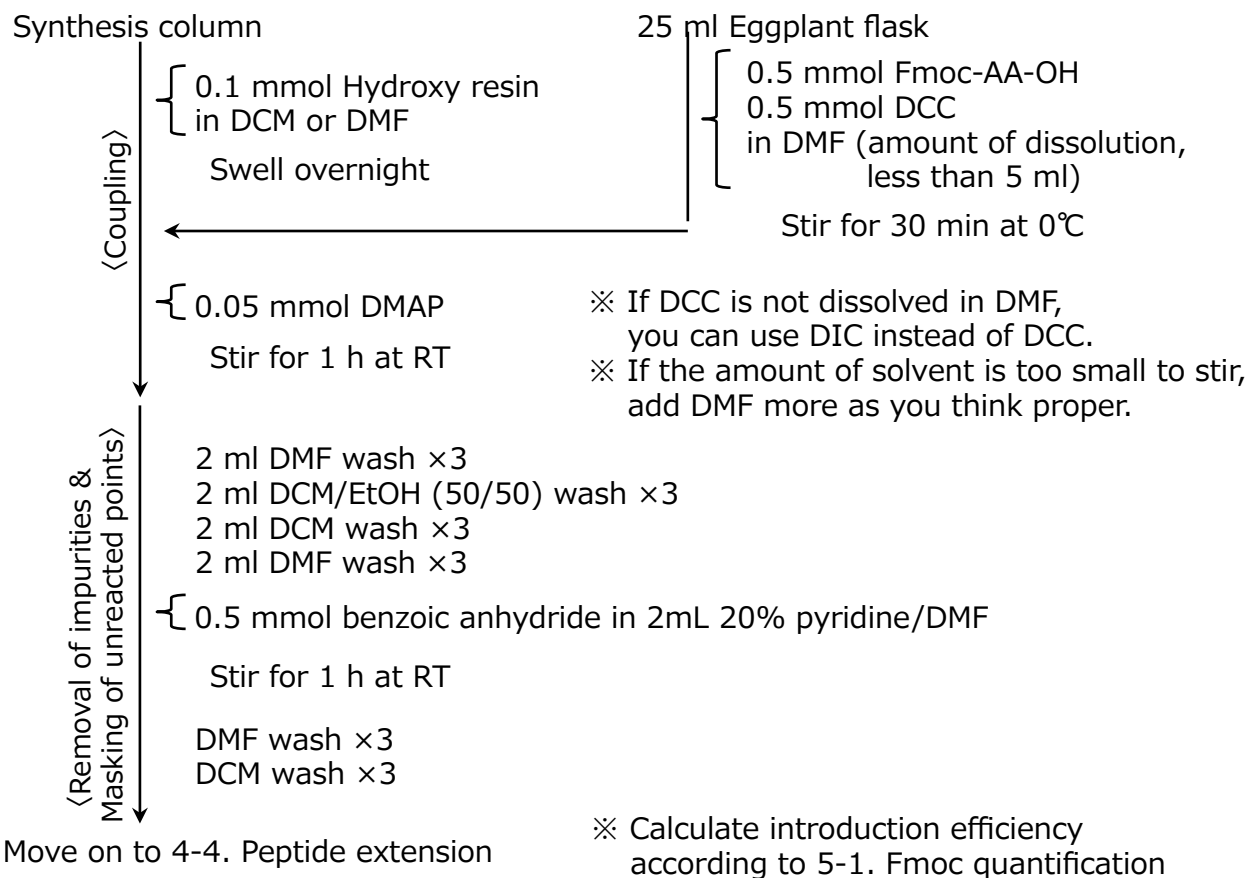 Synthesis column
0.1 mmol Hydroxy resin
in DCM or DMF
Swell overnight
25 ml Eggplant flask
0.5 mmol Fmoc-AA-OH
0.5 mmol DCC
in DMF (amount of dissolution,
less than 5 ml)
Stir for 30 min at 0℃
〈Coupling〉
0.05 mmol DMAP
Stir for 1 h at RT
※ If DCC is not dissolved in DMF,
you can use DIC instead of DCC.
※ If the amount of solvent is too small to stir,
add DMF more as you think proper.
〈Removal of impurities &
Masking of unreacted points〉
2 ml DMF wash ×3
2 ml DCM/EtOH (50/50) wash ×3
2 ml DCM wash ×3
2 ml DMF wash ×3
0.5 mmol benzoic anhydride in 2mL 20% pyridine/DMF
Stir for 1 h at RT
DMF wash ×3
DCM wash ×3
Move on to 4-4. Peptide extension
※ Calculate introduction efficiency
according to 5-1. Fmoc quantification